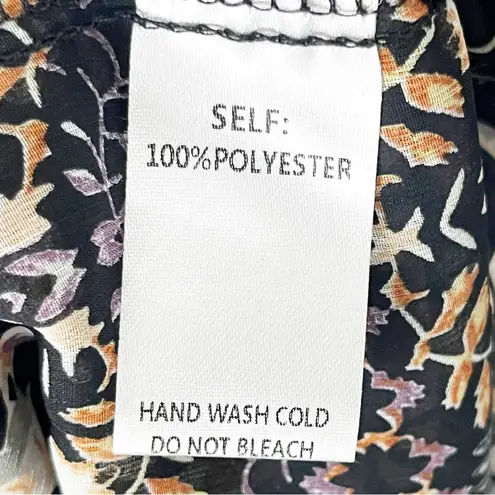 SELF:
100%POLYESTER
HAND WASH COLD
DO NOT BLEACH